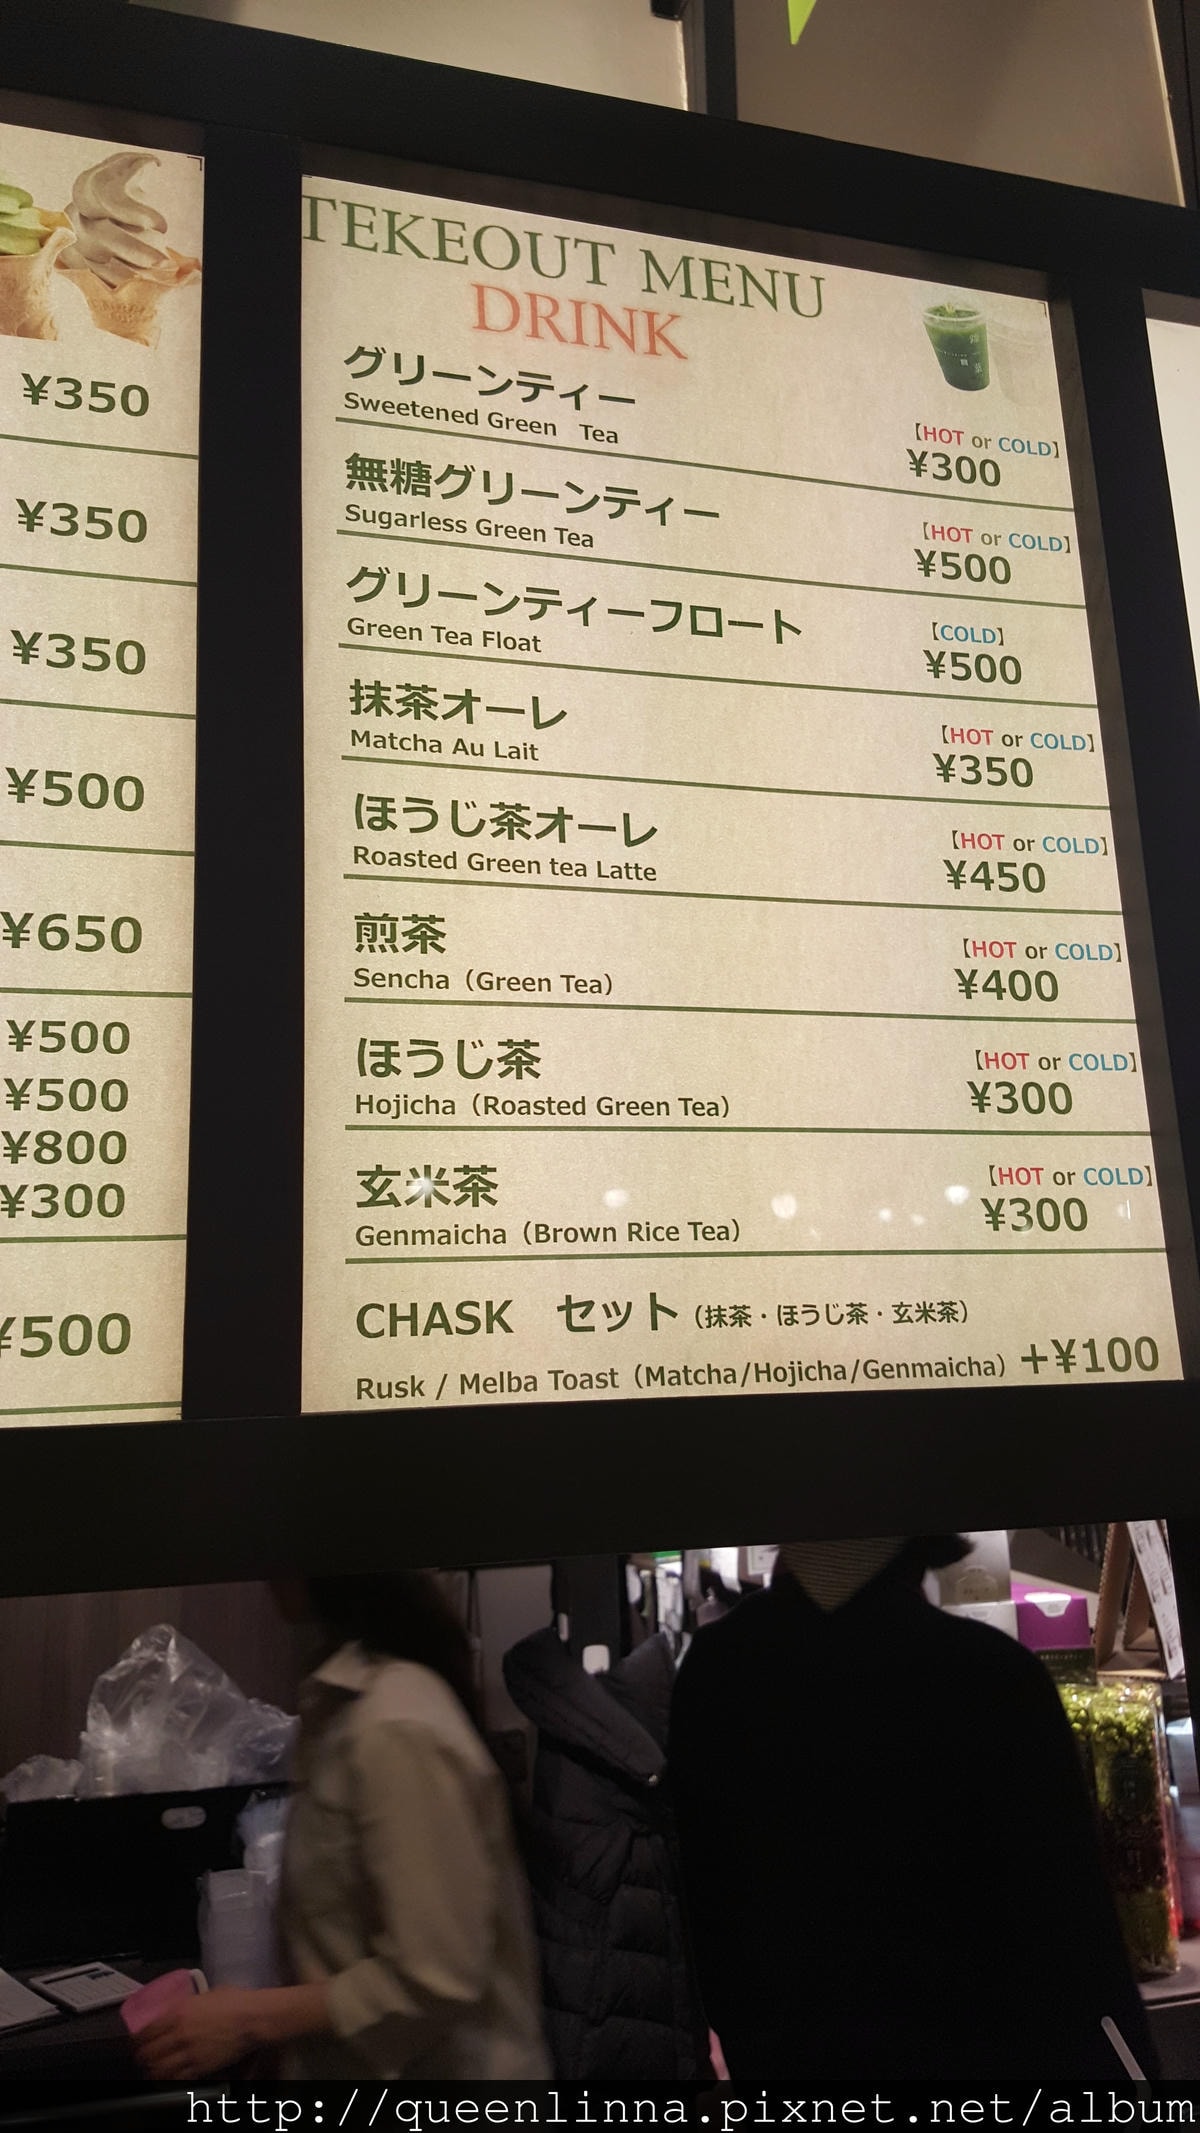 ¥350
¥350
¥350
¥500
¥650
¥500
¥500
¥800
¥300
¥500
TEKEOUT MENU
DRINK
グリーンティー
Sweetened Green Tea
【HOT or COLD】
¥300
無糖グリーンティー
Sugarless Green Tea
【HOT or COLD】
¥500
グリーンティーフロート
Green Tea Float
【COLD】
¥500
抹茶オーレ
Matcha Au Lait
【HOT or COLD】
¥350
ほうじ茶オーレ
Roasted Green tea Latte
【HOT or COLD】
¥450
煎茶
Sencha（Green Tea）
【HOT or COLD】
¥400
ほうじ茶
Hojicha（Roasted Green Tea）
【HOT or COLD】
¥300
玄米茶
Genmaicha（Brown Rice Tea）
【HOT or COLD】
¥300
CHASK セット（抹茶・ほうじ茶・玄米茶）
Rusk / Melba Toast（Matcha/Hojicha/Genmaicha）+¥100
http://queenlinna.pixnet.net/album